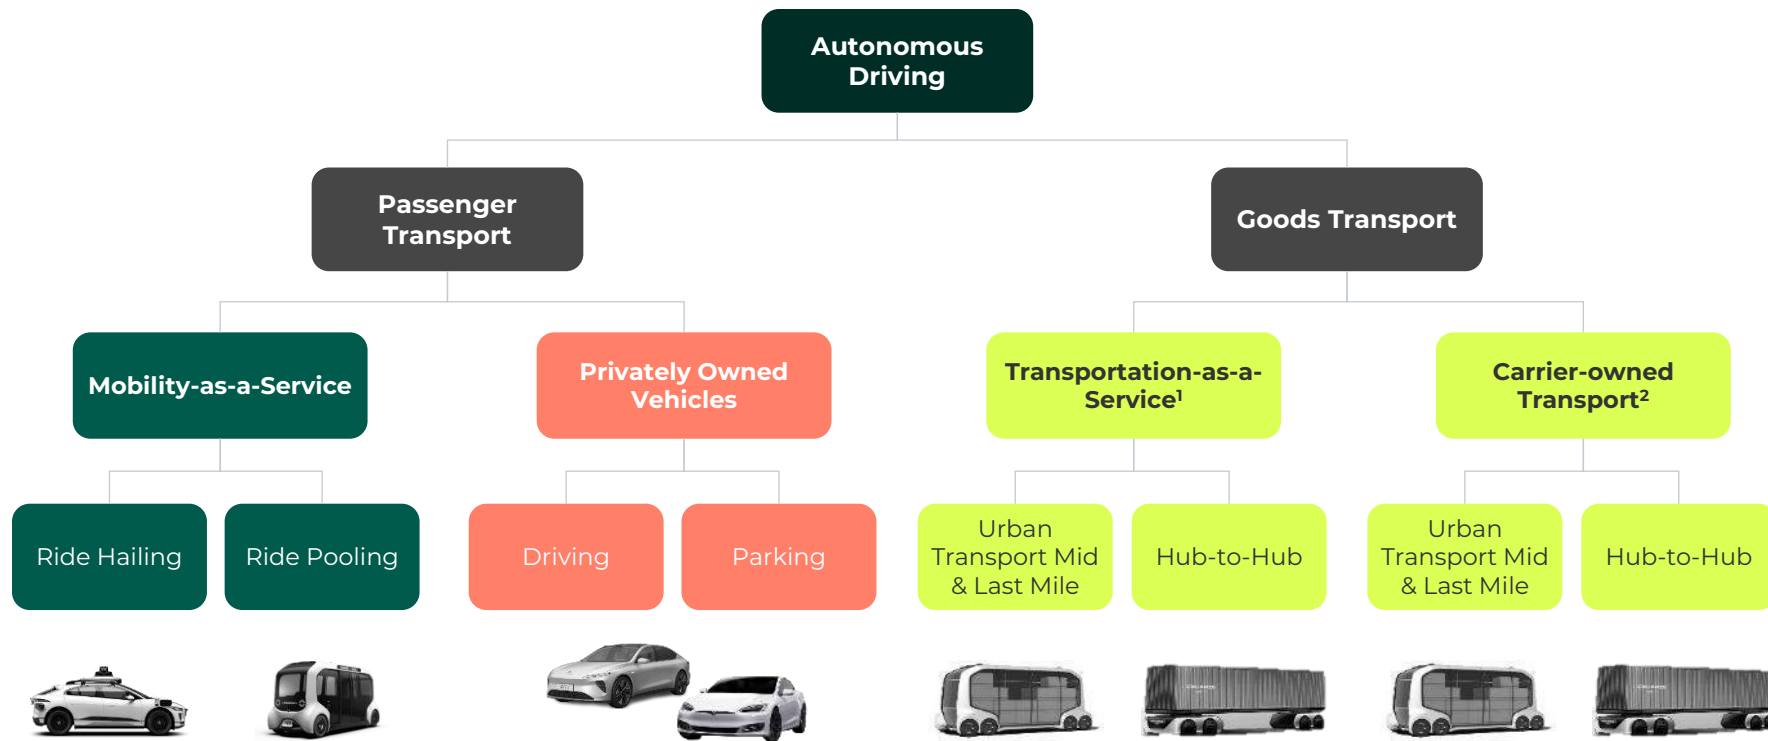 Autonomous
Driving
Passenger
Transport
Goods Transport
Mobility-as-a-Service
Privately Owned
Vehicles
Transportation-as-a-
Service¹
Carrier-owned
Transport²
Ride Hailing
Ride Pooling
Driving
Parking
Urban
Transport Mid
& Last Mile
Hub-to-Hub
Urban
Transport Mid
& Last Mile
Hub-to-Hub